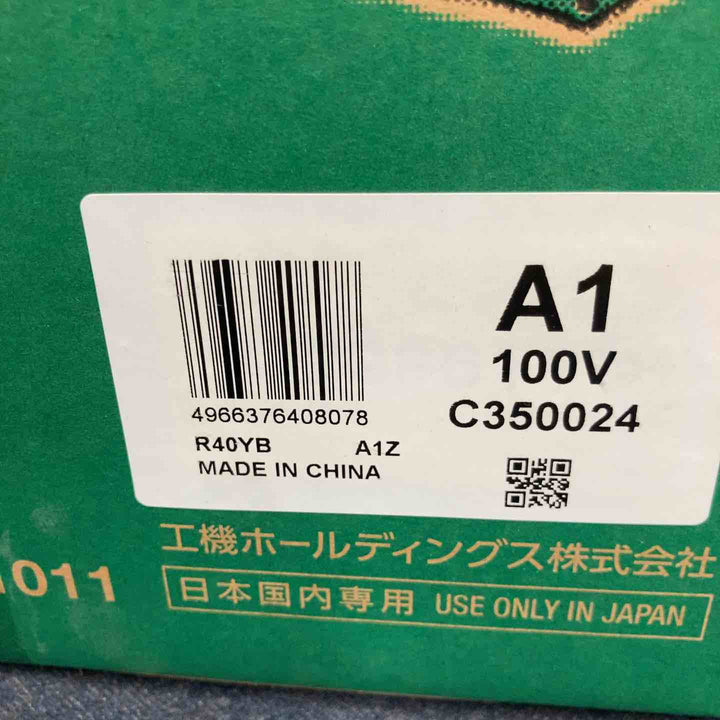 A1
100V
C350024
4966376408078
R40YB A1Z
MADE IN CHINA
工機ホールディングス株式会社
011
日本国内専用 USE ONLY IN JAPAN